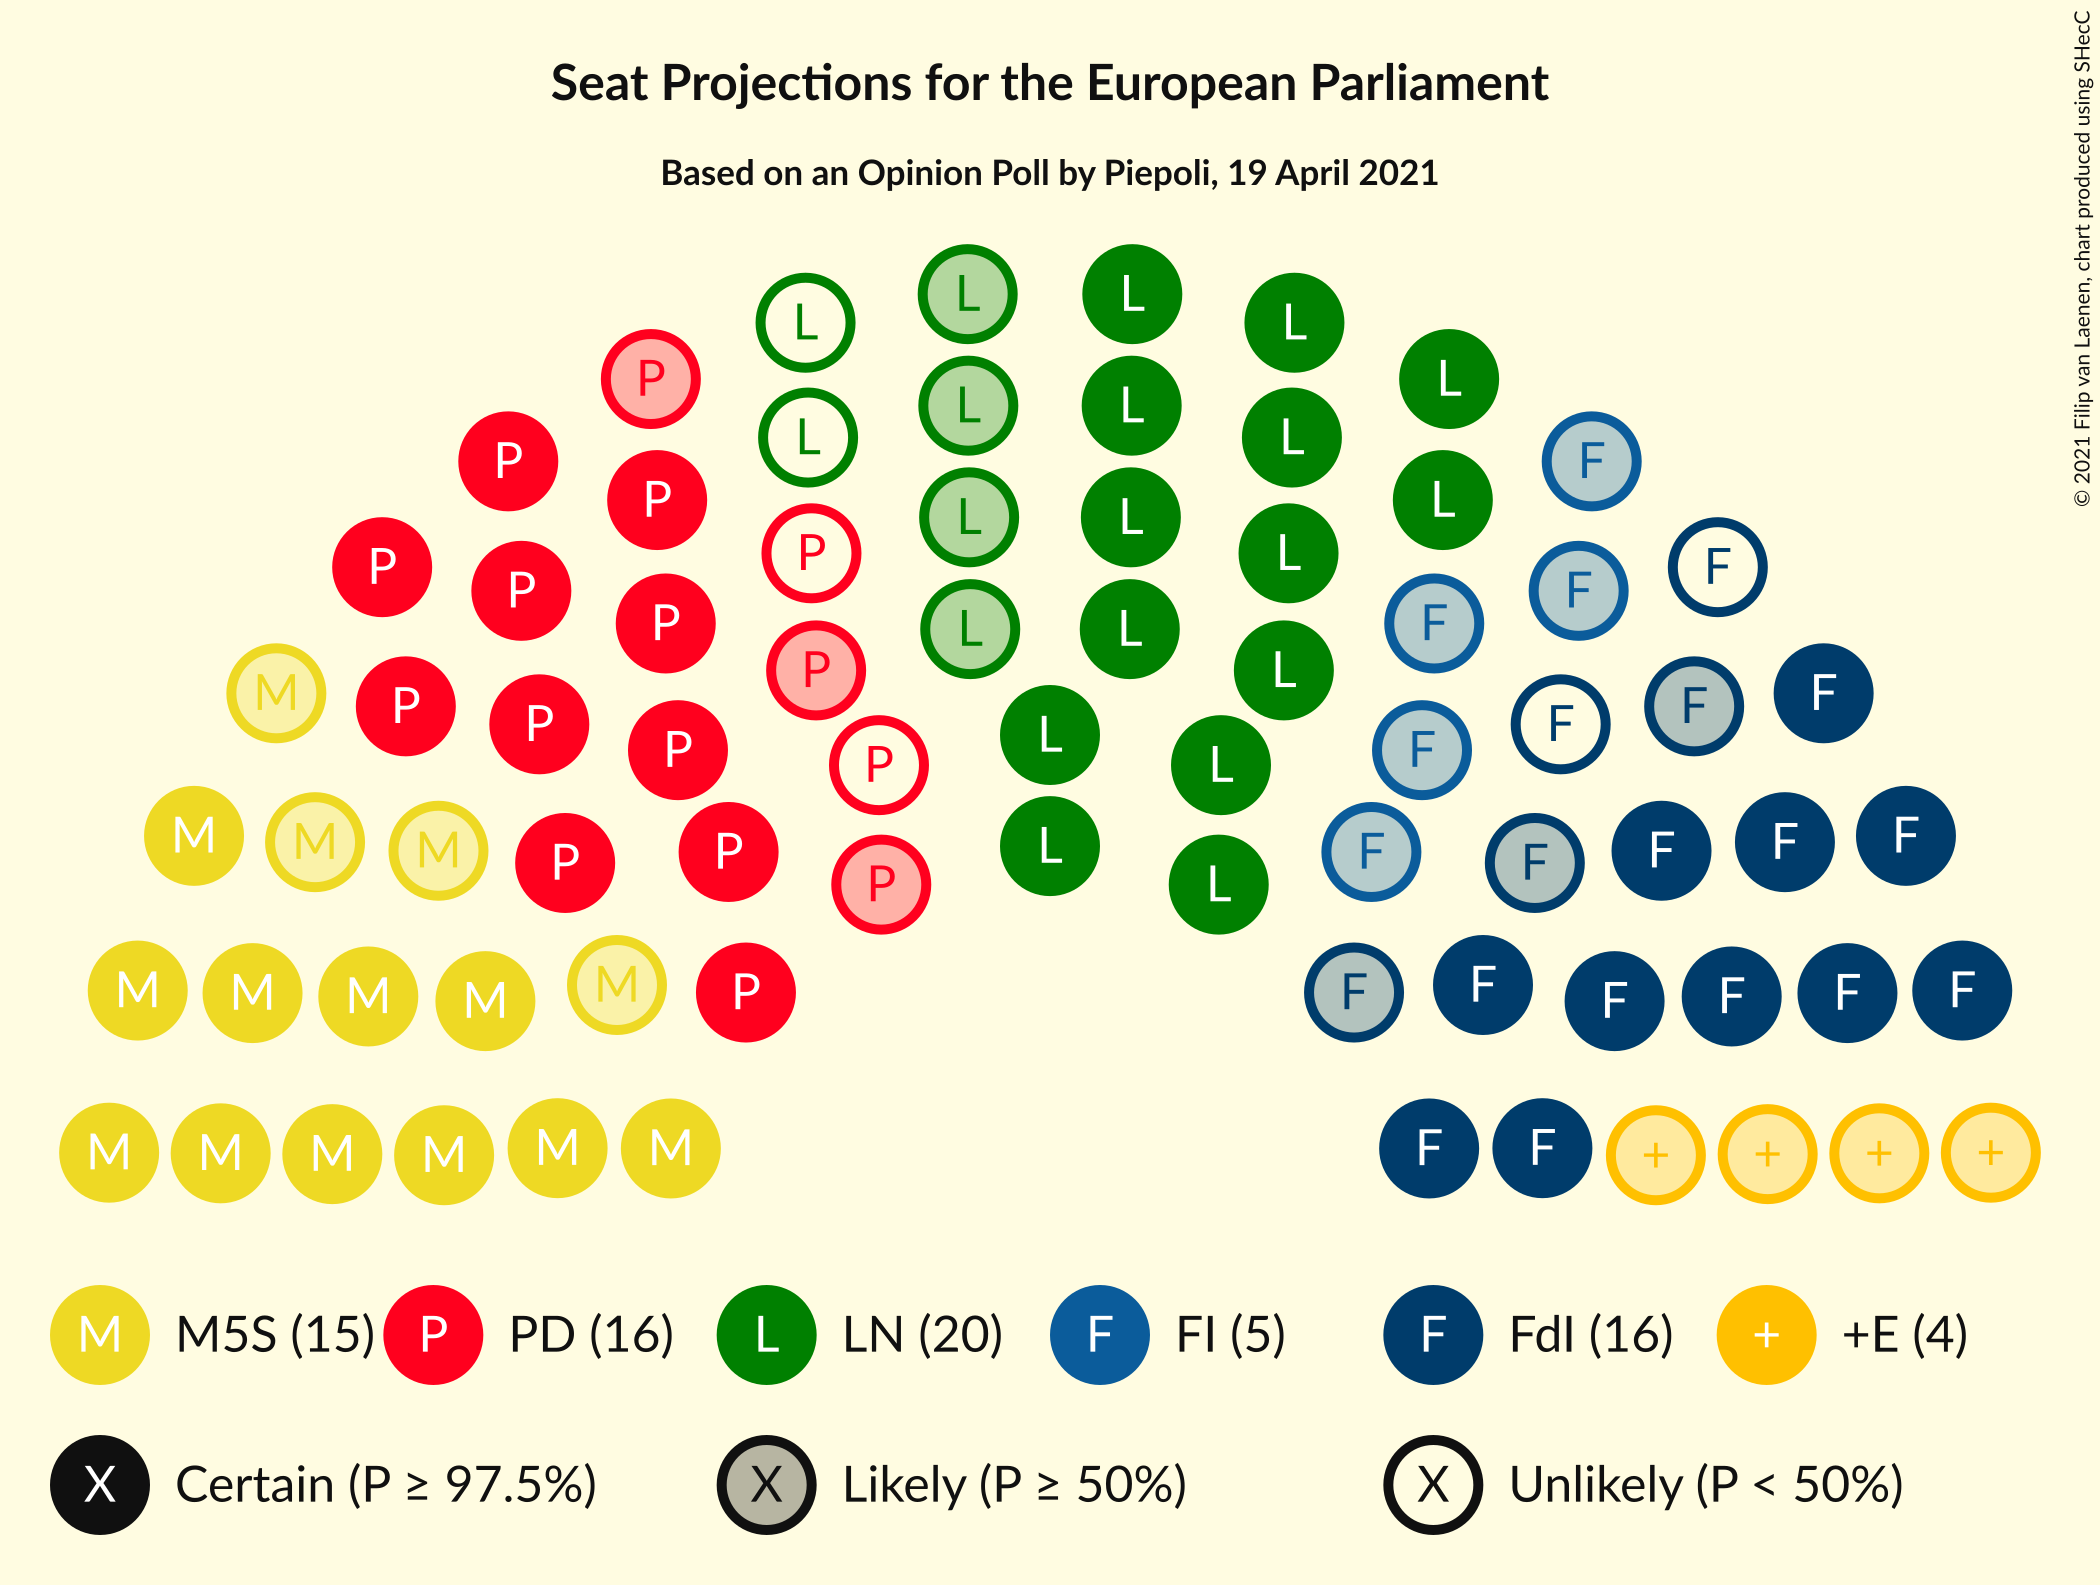 Seat Projections for the European Parliament
Based on an Opinion Poll by Piepoli, 19 April 2021
© 2021 Filip van Laenen, chart produced using SHecC
L L L L
P L
L L L L
P F
P L
L L
P L F
P P F
P L
P L L
M P P F F
P F F
L
P L
M M M P P F F F F
L
P L
M M M M M P F F F F F F
M M M M M M F F + + + +
M M5S (15) P PD (16) L LN (20) F FI (5) F FdI (16) + +E (4)
X Certain (P ≥ 97.5%) X Likely (P ≥ 50%) X Unlikely (P < 50%)